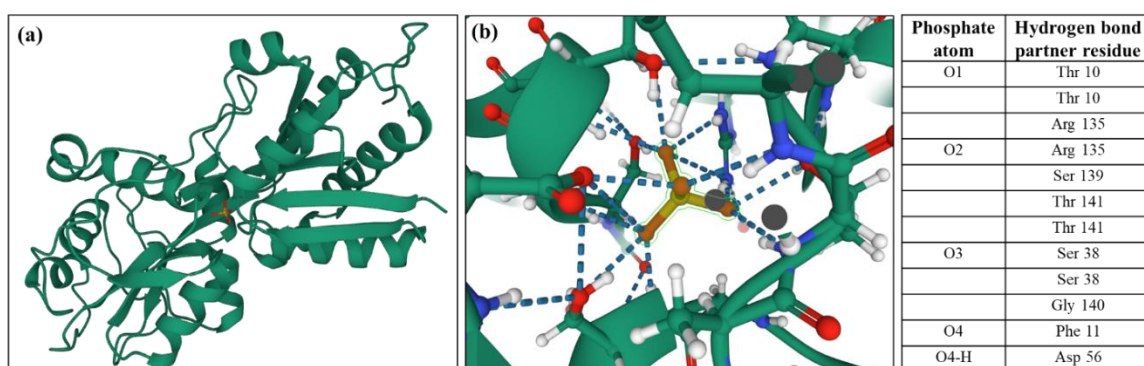 (a)
(b)
Phosphate atom Hydrogen bond partner residue
O1 Thr 10
Thr 10
Arg 135
O2 Arg 135
Ser 139
Thr 141
Thr 141
O3 Ser 38
Ser 38
Gly 140
O4 Phe 11
O4-H Asp 56